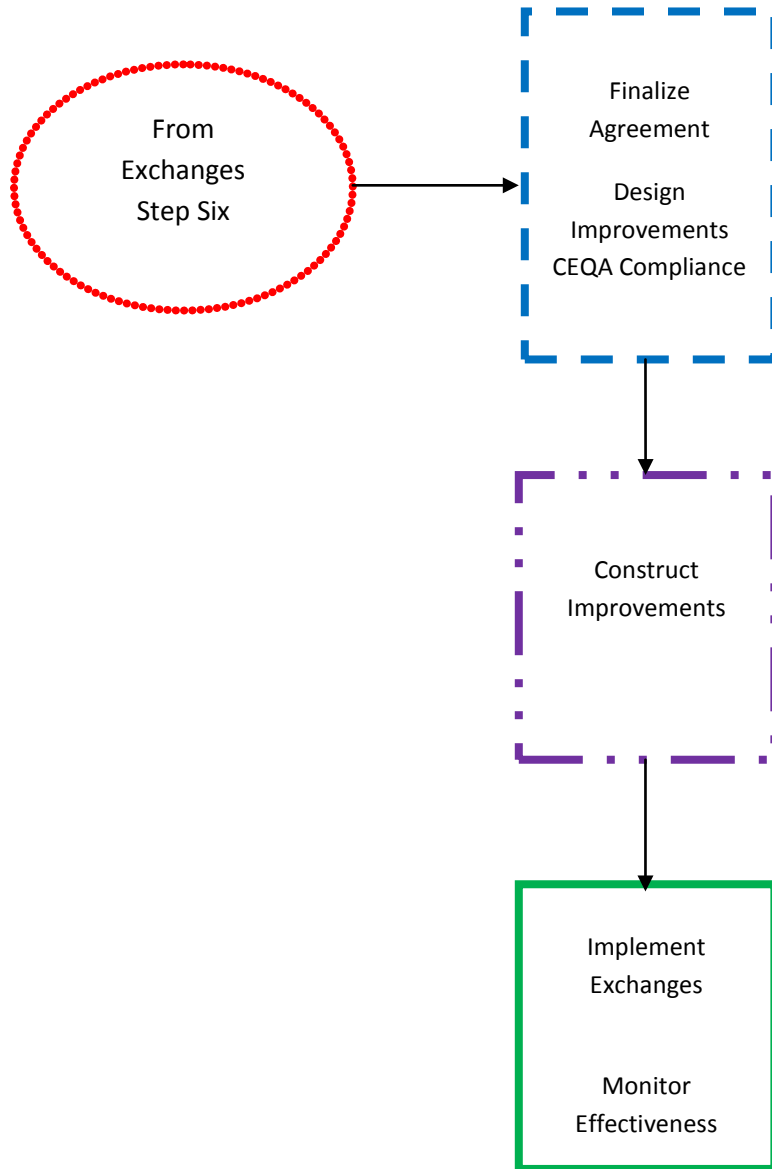 From
Exchanges
Step Six
Finalize
Agreement
Design
Improvements
CEQA Compliance
Construct
Improvements
Implement
Exchanges
Monitor
Effectiveness